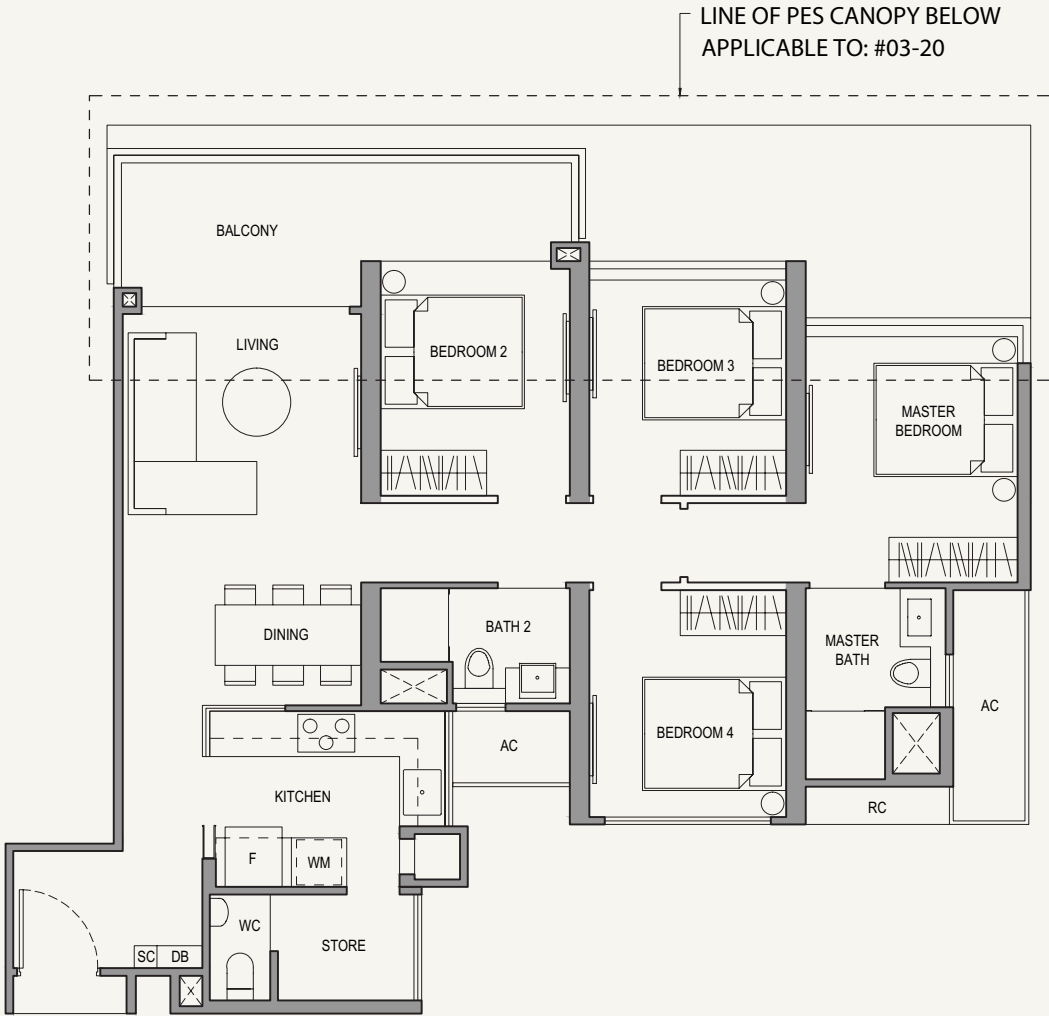 LINE OF PES CANOPY BELOW
APPLICABLE TO: #03-20
BALCONY
LIVING
BEDROOM 2
BEDROOM 3
MASTER
BEDROOM
DINING
BATH 2
MASTER
BATH
AC
AC
BEDROOM 4
KITCHEN
RC
F
WM
WC
STORE
SC
DB